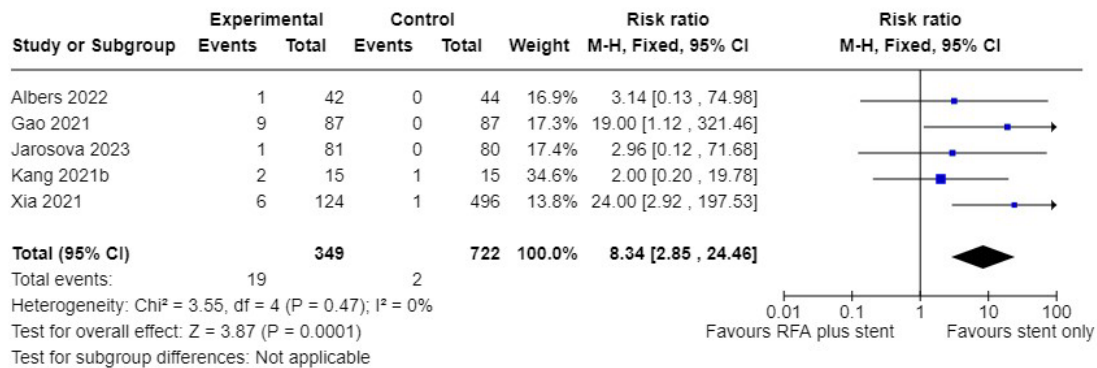 Experimental Control Risk ratio Risk ratio
Study or Subgroup Events Total Events Total Weight M-H, Fixed, 95% CI M-H, Fixed, 95% CI
Albers 2022 1 42 0 44 16.9% 3.14 [0.13 , 74.98]
Gao 2021 9 87 0 87 17.3% 19.00 [1.12 , 321.46]
Jarosova 2023 1 81 0 80 17.4% 2.96 [0.12 , 71.68]
Kang 2021b 2 15 1 15 34.6% 2.00 [0.20 , 19.78]
Xia 2021 6 124 1 496 13.8% 24.00 [2.92 , 197.53]
Total (95% CI) 349 722 100.0% 8.34 [2.85 , 24.46]
Total events: 19 2
Heterogeneity: Chi² = 3.55, df = 4 (P = 0.47); I² = 0%
Test for overall effect: Z = 3.87 (P = 0.0001)
Test for subgroup differences: Not applicable
0.01 0.1 1 10 100
Favours RFA plus stent Favours stent only